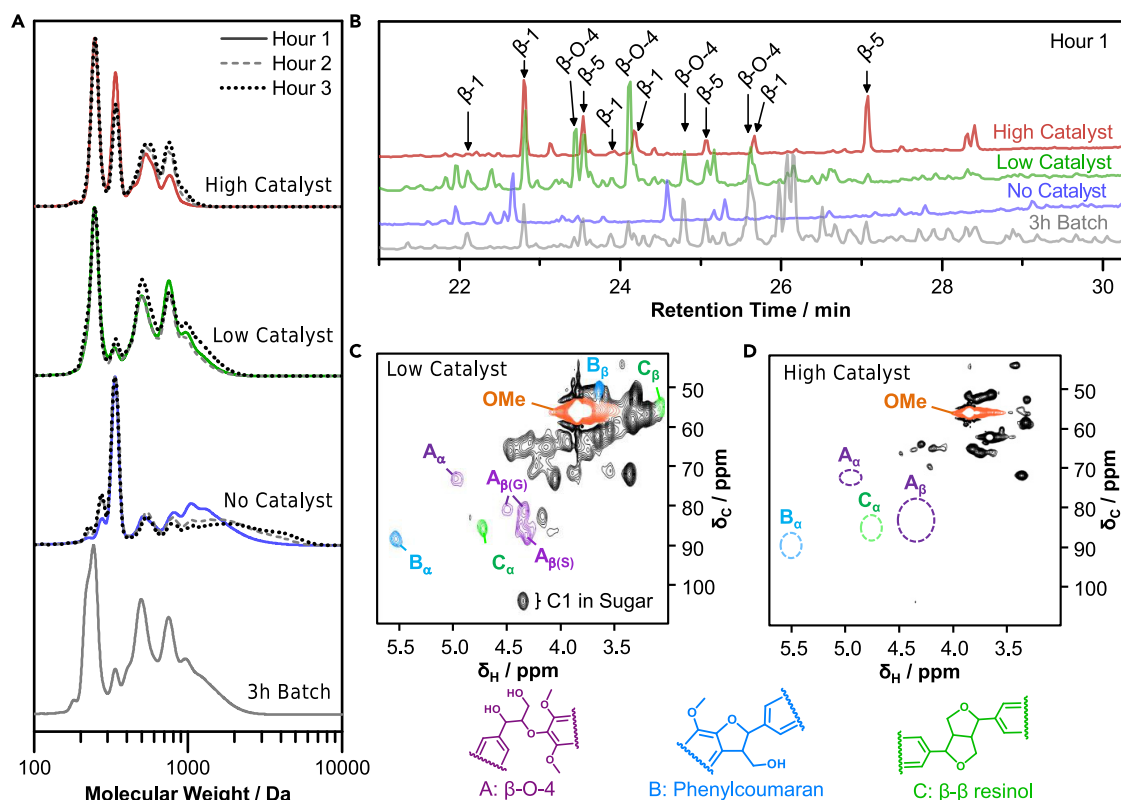 A
Hour 1
Hour 2
Hour 3
High Catalyst
Low Catalyst
No Catalyst
3h Batch
100 1000 10000
Molecular Weight / Da
B
Hour 1
β-1
β-1
β-O-4
β-5
β-1
β-O-4
β-1
β-O-4
β-5
β-O-4
β-1
β-5
High Catalyst
Low Catalyst
No Catalyst
3h Batch
22 24 26 28 30
Retention Time / min
C
Low Catalyst
OMe
Bβ
Cβ
Aα
Aβ(G)
Aβ(S)
Bα
Cα
} C1 in Sugar
50
60
70
80
90
100
δC / ppm
5.5 5.0 4.5 4.0 3.5
δH / ppm
D
High Catalyst
OMe
Aα
Aβ
Cα
Bα
50
60
70
80
90
100
δC / ppm
5.5 5.0 4.5 4.0 3.5
δH / ppm
HO
HO
O
O
O
A: β-O-4
O
O
OH
B: Phenylcoumaran
O
O
C: β-β resinol